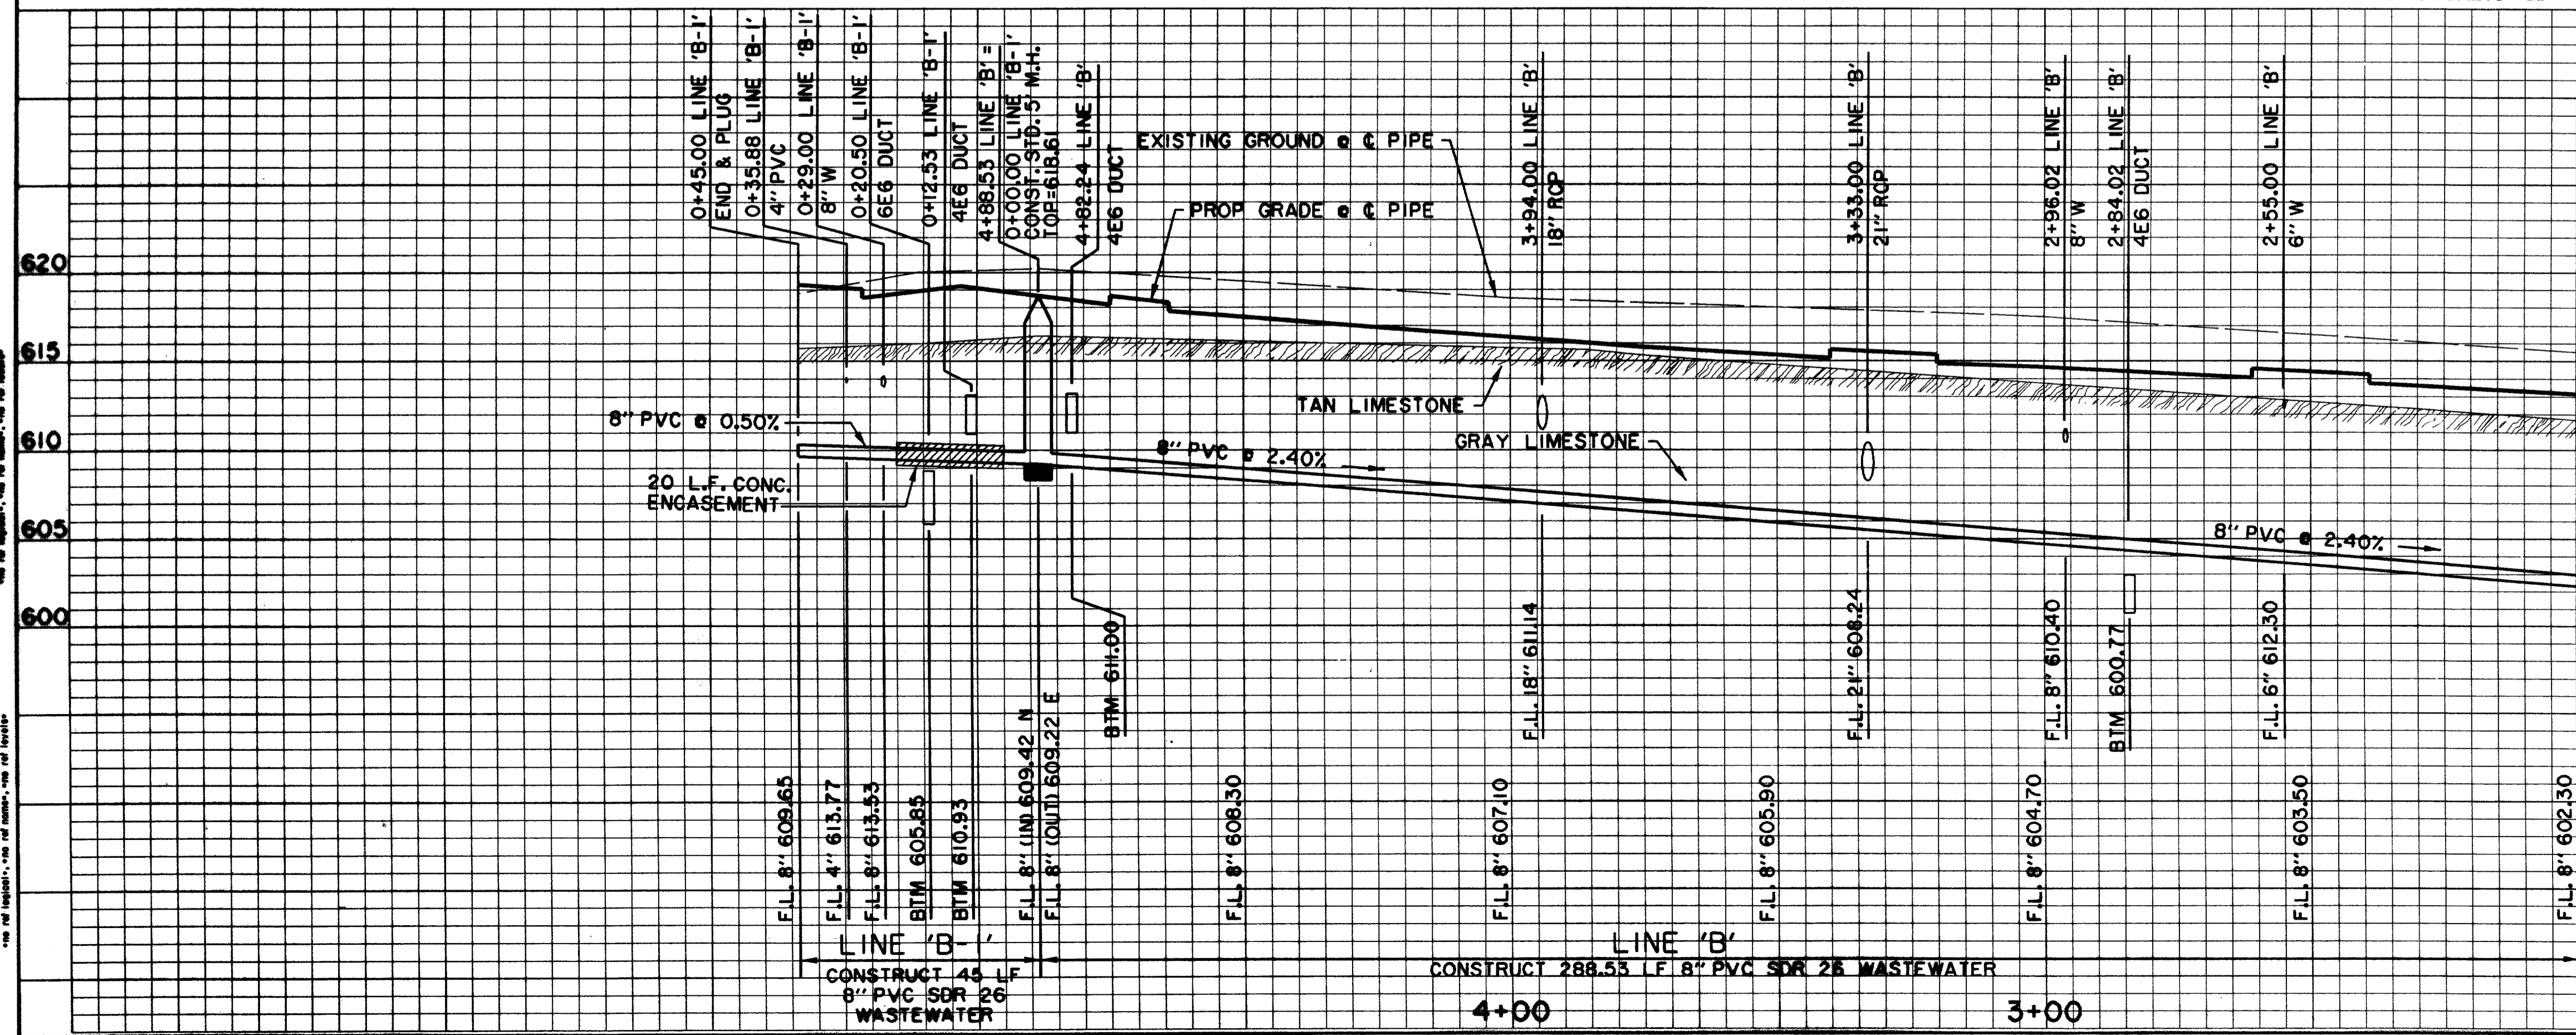 0+45.00 LINE 'B-1'
END & PLUG
0+35.88 LINE 'B-1'
4" PVC
0+29.00 LINE 'B-1'
8" W
0+20.50 LINE 'B-1'
6E6 DUCT
0+12.53 LINE 'B-1'
4E6 DUCT
4+88.53 LINE 'B' =
0+00.00 LINE 'B-1'
CONST. STD. 5' M.H.
TOP=618.61
4+82.24 LINE 'B'
4E6 DUCT
EXISTING GROUND @ ℄ PIPE
PROP GRADE @ ℄ PIPE
3+94.00 LINE 'B'
18" RCP
3+33.00 LINE 'B'
21" RCP
2+96.02 LINE 'B'
8" W
2+84.02 LINE 'B'
4E6 DUCT
2+55.00 LINE 'B'
6" W
620
615
610
605
600
8" PVC @ 0.50%
20 L.F. CONC.
ENCASEMENT
TAN LIMESTONE
GRAY LIMESTONE
8" PVC @ 2.40%
8" PVC @ 2.40%
F.L. 8" 609.65
F.L. 4" 613.77
F.L. 8" 613.53
BTM 605.85
BTM 610.93
F.L. 8" (IN) 609.42 N
F.L. 8" (OUT) 609.22 E
BTM 611.00
F.L. 8" 608.30
F.L. 18" 611.14
F.L. 8" 607.10
F.L. 8" 605.90
F.L. 21" 608.24
F.L. 8" 604.70
F.L. 8" 610.40
BTM 600.77
F.L. 6" 612.30
F.L. 8" 603.50
F.L. 8" 602.30
LINE 'B-1'
CONSTRUCT 45 LF
8" PVC SDR 26
WASTEWATER
LINE 'B'
CONSTRUCT 288.53 LF 8" PVC SDR 26 WASTEWATER
4+00
3+00